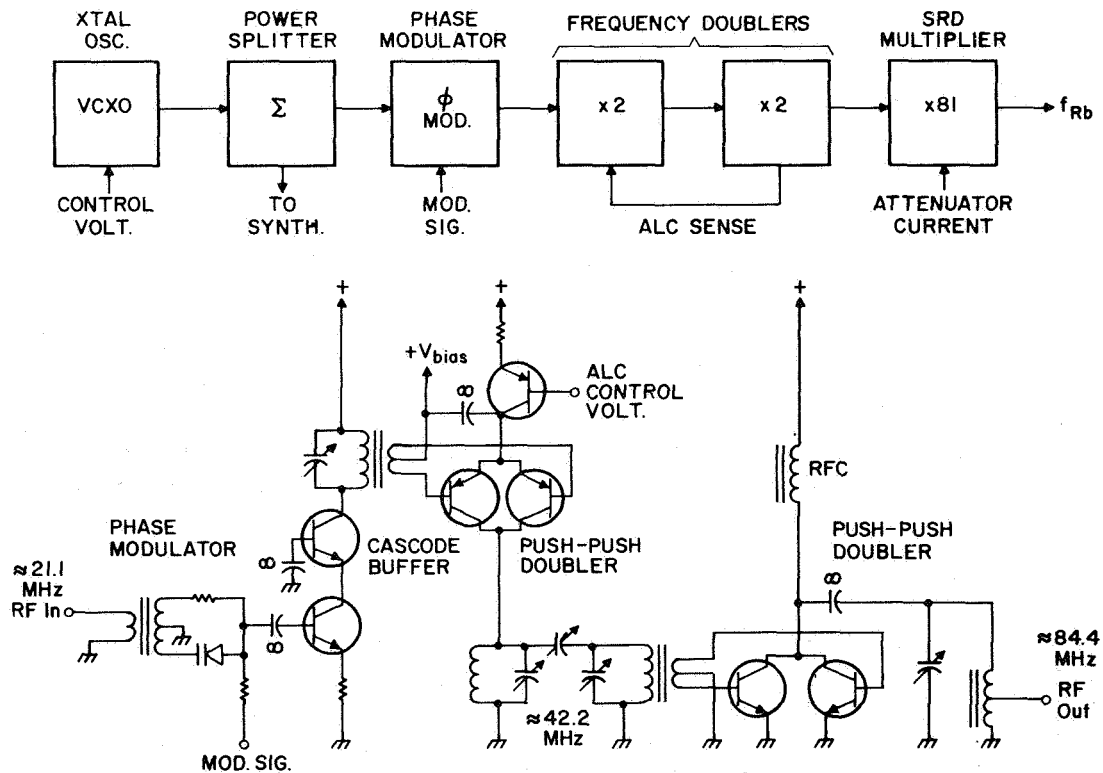 XTAL
OSC.
POWER
SPLITTER
PHASE
MODULATOR
FREQUENCY DOUBLERS
SRD
MULTIPLIER
VCXO
Σ
ϕ
MOD.
x2
x2
x81
fRb
CONTROL
VOLT.
TO
SYNTH.
MOD.
SIG.
ALC SENSE
ATTENUATOR
CURRENT
+
+
+
+Vbias
∞
ALC
CONTROL
VOLT.
RFC
PHASE
MODULATOR
CASCODE
BUFFER
PUSH-PUSH
DOUBLER
PUSH-PUSH
DOUBLER
≈21.1
MHz
RF In
∞
∞
∞
≈84.4
MHz
RF
Out
≈42.2
MHz
MOD. SIG.